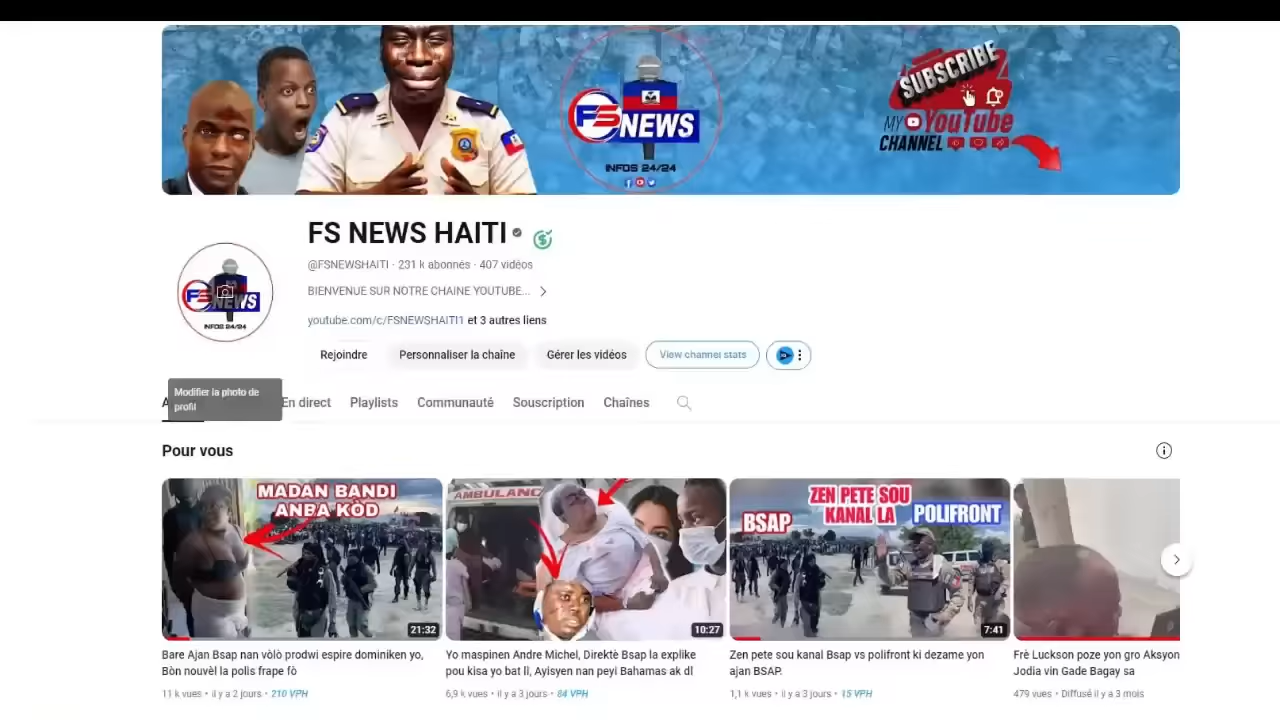 FS NEWS
INFOS 24/24
SUBSCRIBE
MY YouTube
CHANNEL
FS NEWS HAITI
@FSNEWSHAITI · 231 k abonnés · 407 vidéos
BIENVENUE SUR NOTRE CHAINE YOUTUBE...
youtube.com/c/FSNEWSHAITI1 et 3 autres liens
FS NEWS
INFOS 24/24
Rejoindre
Personnaliser la chaîne
Gérer les vidéos
View channel stats
Modifier la photo de
profil
A
En direct
Playlists
Communauté
Souscription
Chaînes
Pour vous
MADAN BANDI
ANBA KÒD
21:32
AMBULANC
10:27
ZEN PETE SOU
KANAL LA
BSAP
POLIFRONT
7:41
Bare Ajan Bsap nan vòlò prodwi espire dominiken yo,
Bòn nouvèl la polis frape fò
11 k vues • il y a 2 jours • 210 VPH
Yo maspinen Andre Michel, Direktè Bsap la explike
pou kisa yo bat li, Ayisyen nan peyi Bahamas ak dl
6,9 k vues • il y a 3 jours • 84 VPH
Zen pete sou kanal Bsap vs polifront ki dezame yon
ajan BSAP.
1,1 k vues • il y a 3 jours • 15 VPH
Frè Luckson poze yon gro Aksyon
Jodia vin Gade Bagay sa
479 vues • Diffusé il y a 3 mois